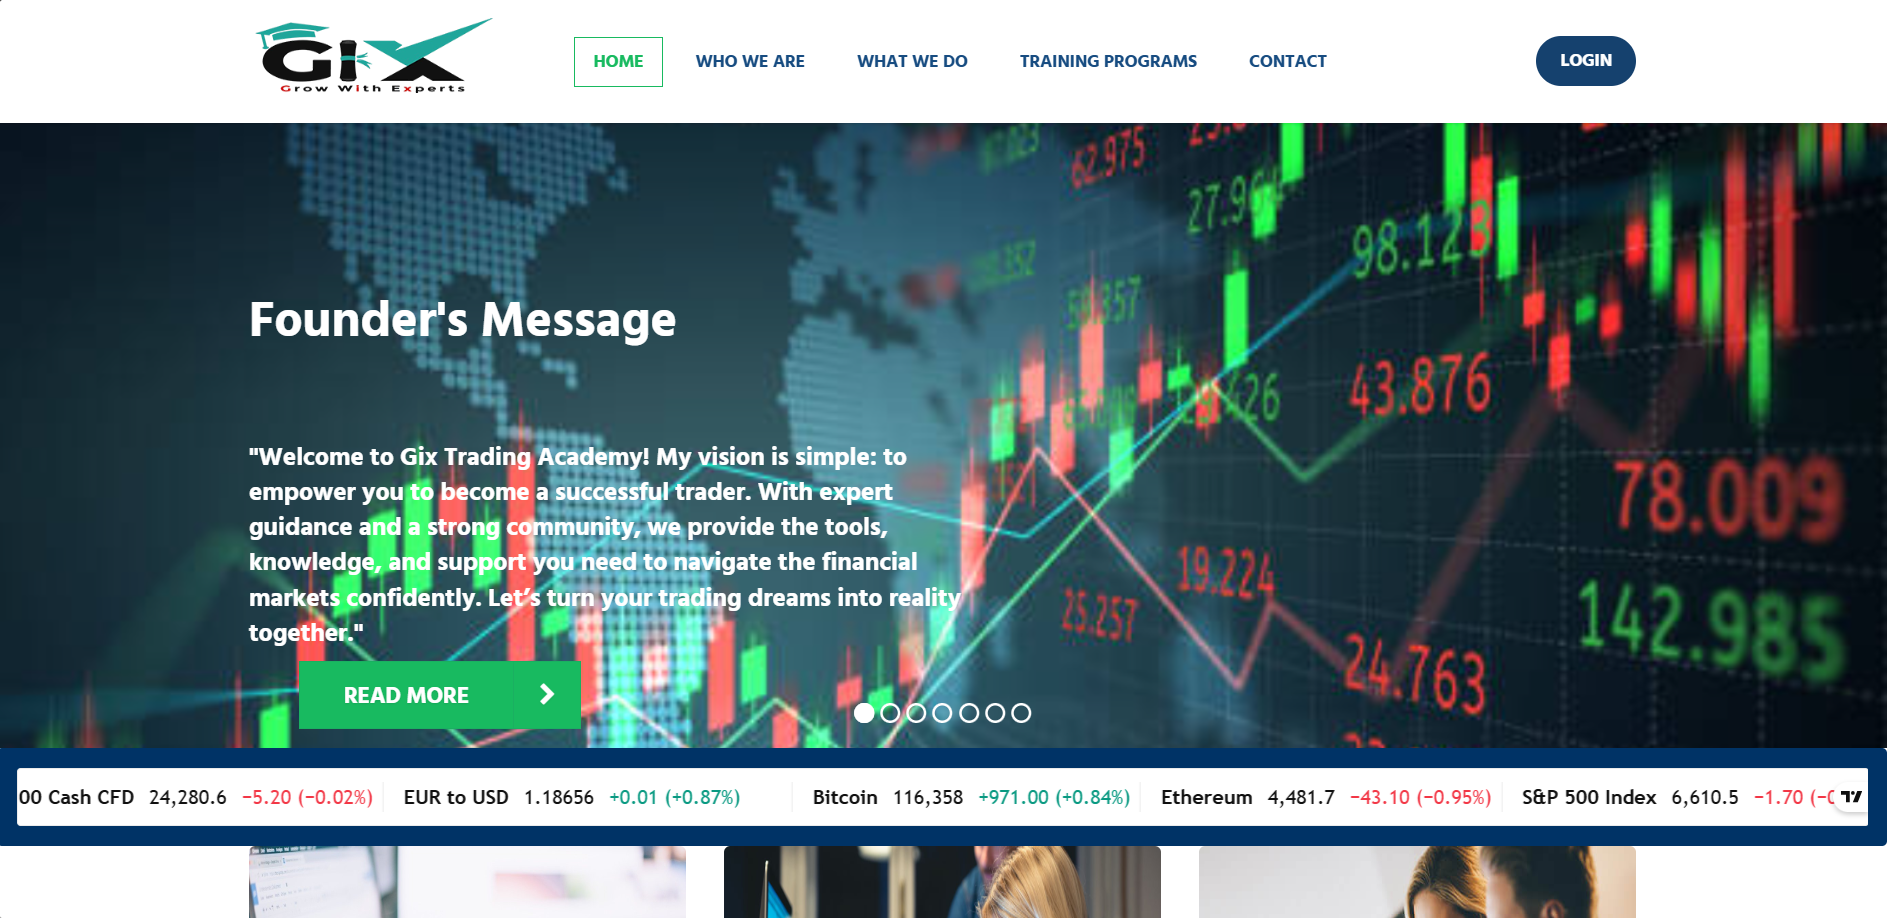 GiX
Grow With Experts
HOME
WHO WE ARE
WHAT WE DO
TRAINING PROGRAMS
CONTACT
LOGIN
62.975
27.964
98.123
59.357
43.876
78.009
19.224
25.257
142.985
24.763
Founder's Message
"Welcome to Gix Trading Academy! My vision is simple: to
empower you to become a successful trader. With expert
guidance and a strong community, we provide the tools,
knowledge, and support you need to navigate the financial
markets confidently. Let’s turn your trading dreams into reality
together."
READ MORE
00 Cash CFD 24,280.6 −5.20 (−0.02%) EUR to USD 1.18656 +0.01 (+0.87%) Bitcoin 116,358 +971.00 (+0.84%) Ethereum 4,481.7 −43.10 (−0.95%) S&P 500 Index 6,610.5 −1.70